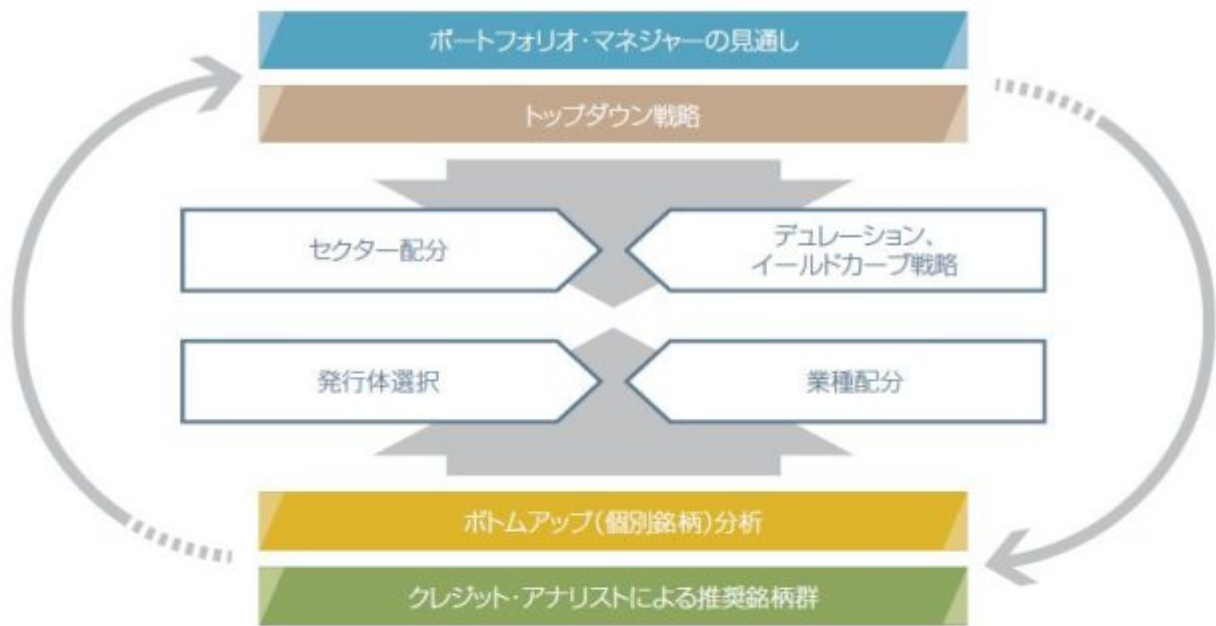 ポートフォリオ・マネジャーの見通し
トップダウン戦略
セクター配分
デュレーション、
イールドカーブ戦略
発行体選択
業種配分
ボトムアップ(個別銘柄)分析
クレジット・アナリストによる推奨銘柄群